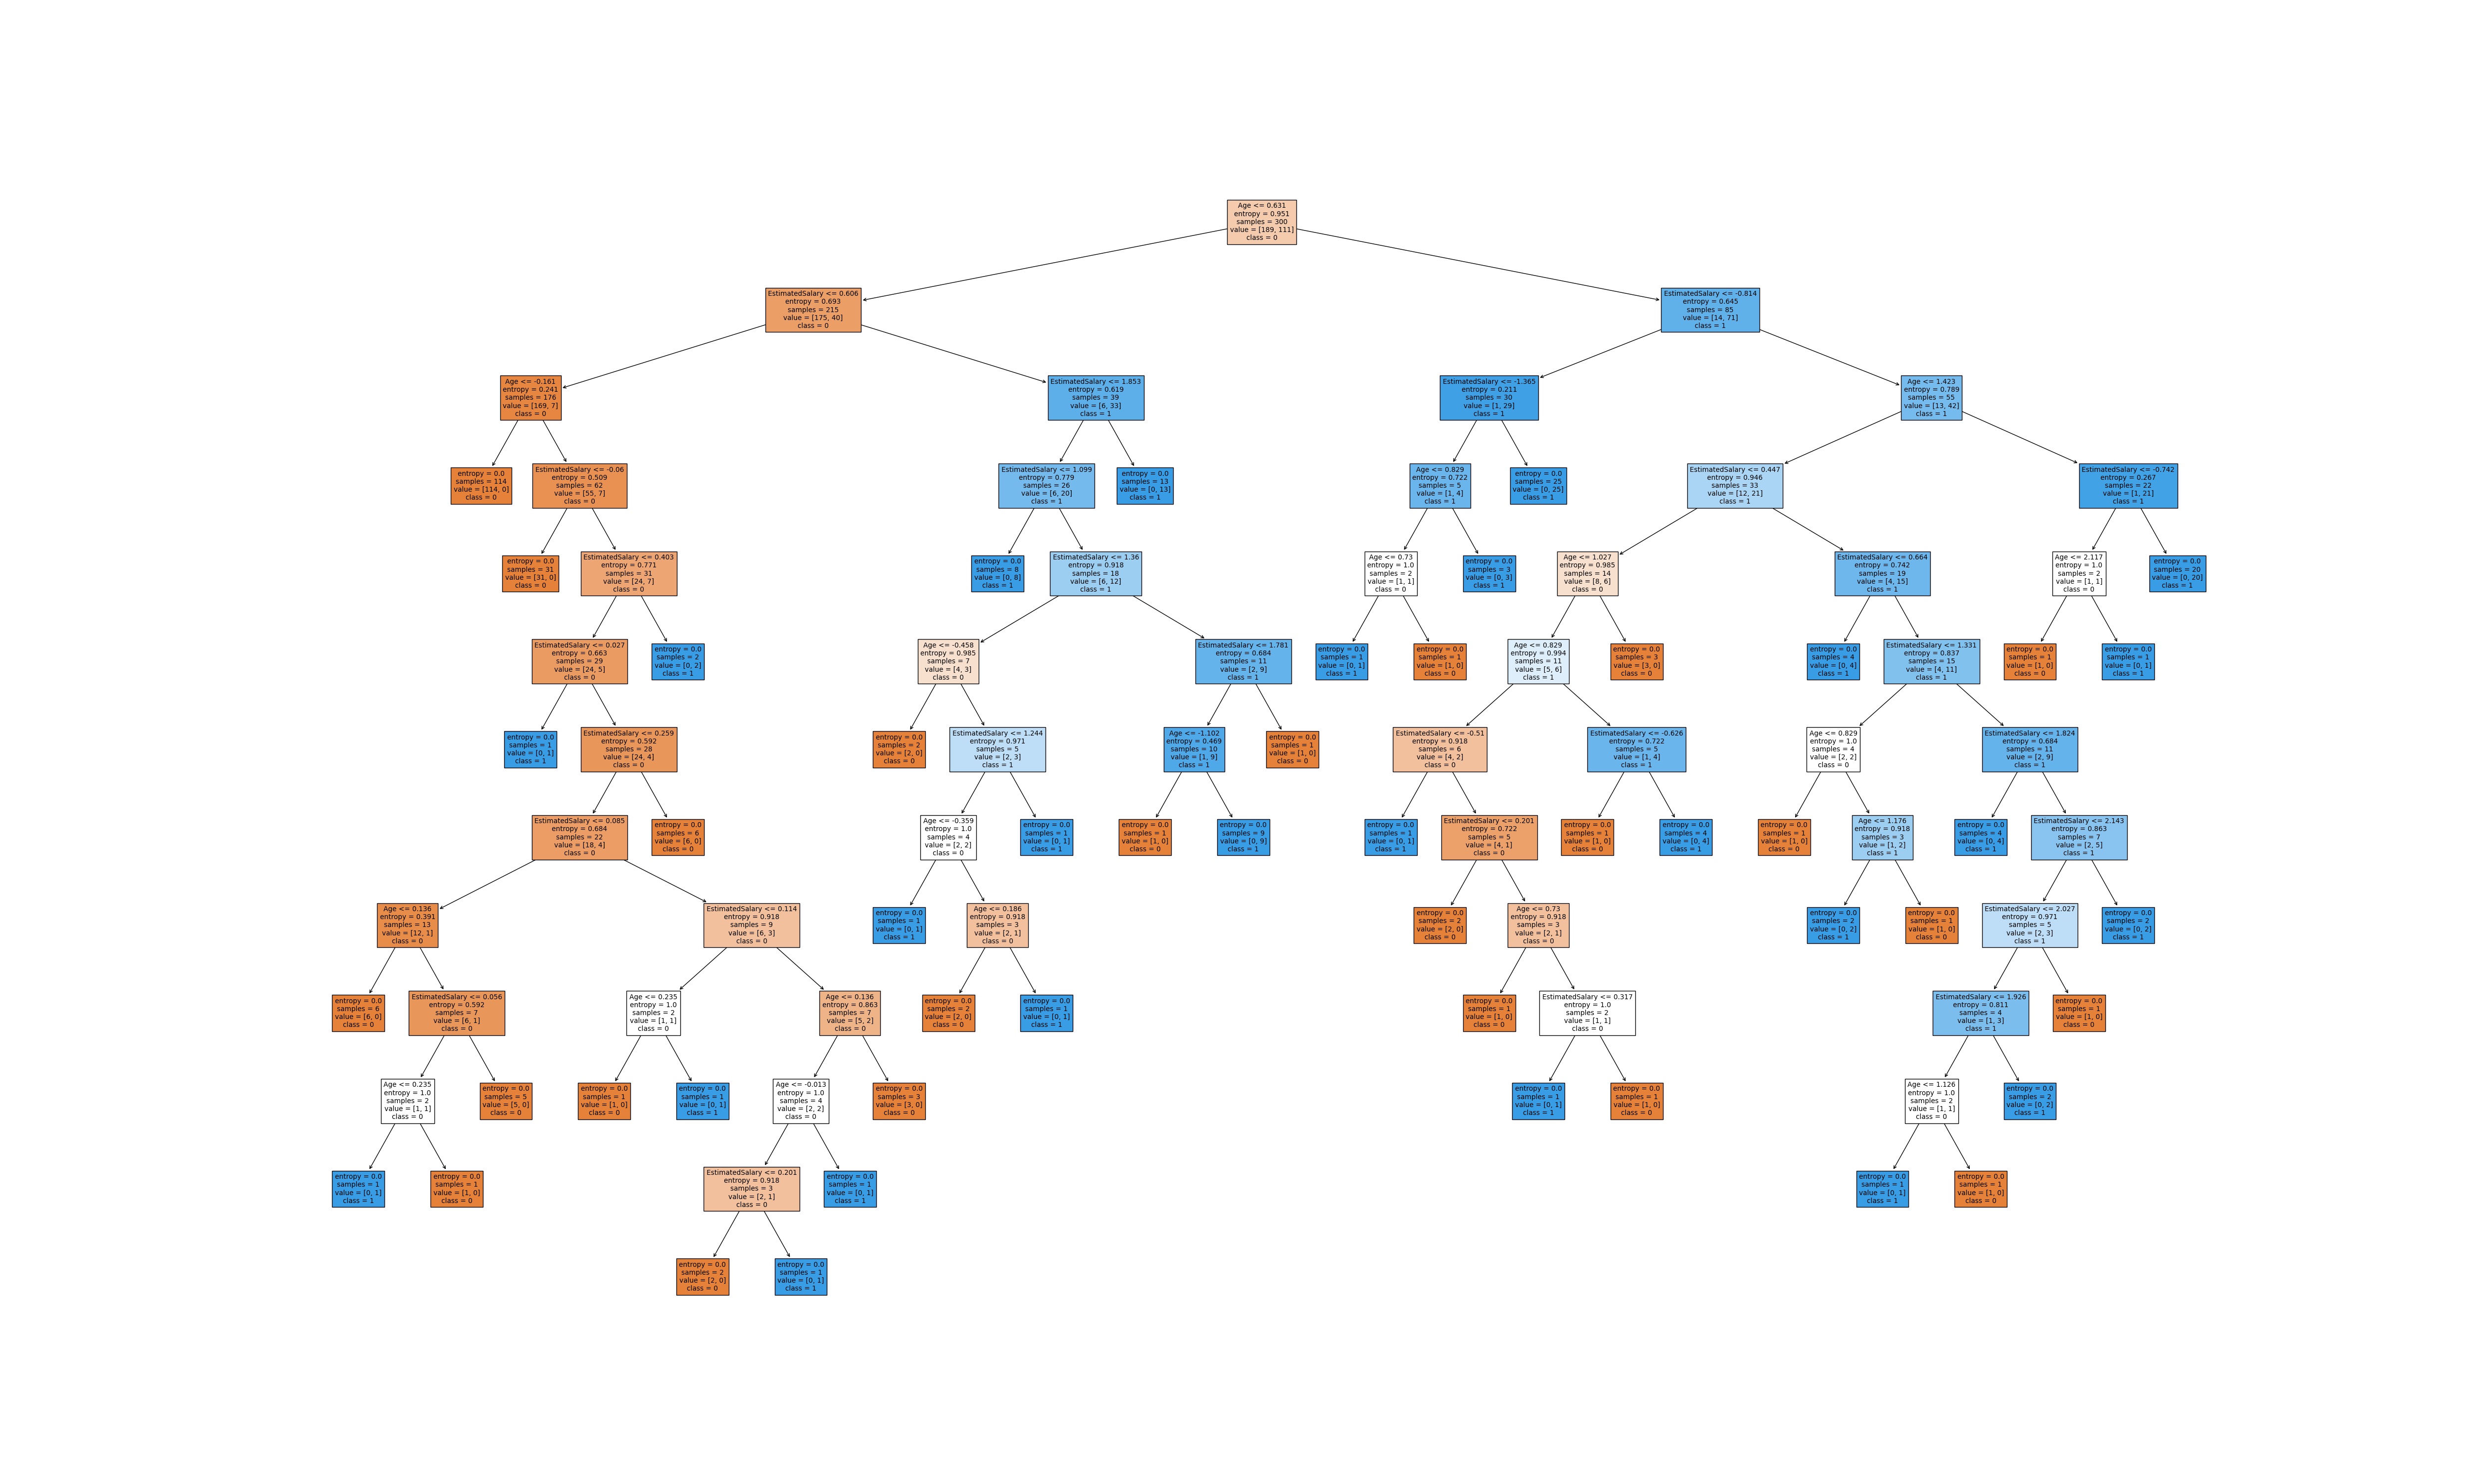 Age <= 0.631
entropy = 0.951
samples = 300
value = [189, 111]
class = 0
EstimatedSalary <= 0.606
entropy = 0.693
samples = 215
value = [175, 40]
class = 0
EstimatedSalary <= -0.814
entropy = 0.645
samples = 85
value = [14, 71]
class = 1
Age <= -0.161
entropy = 0.241
samples = 176
value = [169, 7]
class = 0
EstimatedSalary <= 1.853
entropy = 0.619
samples = 39
value = [6, 33]
class = 1
EstimatedSalary <= -1.365
entropy = 0.211
samples = 30
value = [1, 29]
class = 1
Age <= 1.423
entropy = 0.789
samples = 55
value = [13, 42]
class = 1
entropy = 0.0
samples = 114
value = [114, 0]
class = 0
EstimatedSalary <= -0.06
entropy = 0.509
samples = 62
value = [55, 7]
class = 0
EstimatedSalary <= 1.099
entropy = 0.779
samples = 26
value = [6, 20]
class = 1
entropy = 0.0
samples = 13
value = [0, 13]
class = 1
Age <= 0.829
entropy = 0.722
samples = 5
value = [1, 4]
class = 1
entropy = 0.0
samples = 25
value = [0, 25]
class = 1
EstimatedSalary <= 0.447
entropy = 0.946
samples = 33
value = [12, 21]
class = 1
EstimatedSalary <= -0.742
entropy = 0.267
samples = 22
value = [1, 21]
class = 1
entropy = 0.0
samples = 31
value = [31, 0]
class = 0
EstimatedSalary <= 0.403
entropy = 0.771
samples = 31
value = [24, 7]
class = 0
entropy = 0.0
samples = 8
value = [0, 8]
class = 1
EstimatedSalary <= 1.36
entropy = 0.918
samples = 18
value = [6, 12]
class = 1
Age <= 0.73
entropy = 1.0
samples = 2
value = [1, 1]
class = 0
entropy = 0.0
samples = 3
value = [0, 3]
class = 1
Age <= 1.027
entropy = 0.985
samples = 14
value = [8, 6]
class = 0
EstimatedSalary <= 0.664
entropy = 0.742
samples = 19
value = [4, 15]
class = 1
Age <= 2.117
entropy = 1.0
samples = 2
value = [1, 1]
class = 0
entropy = 0.0
samples = 20
value = [0, 20]
class = 1
EstimatedSalary <= 0.027
entropy = 0.663
samples = 29
value = [24, 5]
class = 0
entropy = 0.0
samples = 2
value = [0, 2]
class = 1
Age <= -0.458
entropy = 0.985
samples = 7
value = [4, 3]
class = 0
EstimatedSalary <= 1.781
entropy = 0.684
samples = 11
value = [2, 9]
class = 1
entropy = 0.0
samples = 1
value = [0, 1]
class = 1
entropy = 0.0
samples = 1
value = [1, 0]
class = 0
Age <= 0.829
entropy = 0.994
samples = 11
value = [5, 6]
class = 1
entropy = 0.0
samples = 3
value = [3, 0]
class = 0
entropy = 0.0
samples = 4
value = [0, 4]
class = 1
EstimatedSalary <= 1.331
entropy = 0.837
samples = 15
value = [4, 11]
class = 1
entropy = 0.0
samples = 1
value = [1, 0]
class = 0
entropy = 0.0
samples = 1
value = [0, 1]
class = 1
entropy = 0.0
samples = 1
value = [0, 1]
class = 1
EstimatedSalary <= 0.259
entropy = 0.592
samples = 28
value = [24, 4]
class = 0
entropy = 0.0
samples = 2
value = [2, 0]
class = 0
EstimatedSalary <= 1.244
entropy = 0.971
samples = 5
value = [2, 3]
class = 1
Age <= -1.102
entropy = 0.469
samples = 10
value = [1, 9]
class = 1
entropy = 0.0
samples = 1
value = [1, 0]
class = 0
EstimatedSalary <= -0.51
entropy = 0.918
samples = 6
value = [4, 2]
class = 0
EstimatedSalary <= -0.626
entropy = 0.722
samples = 5
value = [1, 4]
class = 1
Age <= 0.829
entropy = 1.0
samples = 4
value = [2, 2]
class = 0
EstimatedSalary <= 1.824
entropy = 0.684
samples = 11
value = [2, 9]
class = 1
EstimatedSalary <= 0.085
entropy = 0.684
samples = 22
value = [18, 4]
class = 0
entropy = 0.0
samples = 6
value = [6, 0]
class = 0
Age <= -0.359
entropy = 1.0
samples = 4
value = [2, 2]
class = 0
entropy = 0.0
samples = 1
value = [0, 1]
class = 1
entropy = 0.0
samples = 1
value = [1, 0]
class = 0
entropy = 0.0
samples = 9
value = [0, 9]
class = 1
entropy = 0.0
samples = 1
value = [0, 1]
class = 1
EstimatedSalary <= 0.201
entropy = 0.722
samples = 5
value = [4, 1]
class = 0
entropy = 0.0
samples = 1
value = [1, 0]
class = 0
entropy = 0.0
samples = 4
value = [0, 4]
class = 1
entropy = 0.0
samples = 1
value = [1, 0]
class = 0
Age <= 1.176
entropy = 0.918
samples = 3
value = [1, 2]
class = 1
entropy = 0.0
samples = 4
value = [0, 4]
class = 1
EstimatedSalary <= 2.143
entropy = 0.863
samples = 7
value = [2, 5]
class = 1
Age <= 0.136
entropy = 0.391
samples = 13
value = [12, 1]
class = 0
EstimatedSalary <= 0.114
entropy = 0.918
samples = 9
value = [6, 3]
class = 0
entropy = 0.0
samples = 1
value = [0, 1]
class = 1
Age <= 0.186
entropy = 0.918
samples = 3
value = [2, 1]
class = 0
entropy = 0.0
samples = 2
value = [2, 0]
class = 0
Age <= 0.73
entropy = 0.918
samples = 3
value = [2, 1]
class = 0
entropy = 0.0
samples = 2
value = [0, 2]
class = 1
entropy = 0.0
samples = 1
value = [1, 0]
class = 0
EstimatedSalary <= 2.027
entropy = 0.971
samples = 5
value = [2, 3]
class = 1
entropy = 0.0
samples = 2
value = [0, 2]
class = 1
entropy = 0.0
samples = 6
value = [6, 0]
class = 0
EstimatedSalary <= 0.056
entropy = 0.592
samples = 7
value = [6, 1]
class = 0
Age <= 0.235
entropy = 1.0
samples = 2
value = [1, 1]
class = 0
Age <= 0.136
entropy = 0.863
samples = 7
value = [5, 2]
class = 0
entropy = 0.0
samples = 2
value = [2, 0]
class = 0
entropy = 0.0
samples = 1
value = [0, 1]
class = 1
entropy = 0.0
samples = 1
value = [1, 0]
class = 0
EstimatedSalary <= 0.317
entropy = 1.0
samples = 2
value = [1, 1]
class = 0
EstimatedSalary <= 1.926
entropy = 0.811
samples = 4
value = [1, 3]
class = 1
entropy = 0.0
samples = 1
value = [1, 0]
class = 0
Age <= 0.235
entropy = 1.0
samples = 2
value = [1, 1]
class = 0
entropy = 0.0
samples = 5
value = [5, 0]
class = 0
entropy = 0.0
samples = 1
value = [1, 0]
class = 0
entropy = 0.0
samples = 1
value = [0, 1]
class = 1
Age <= -0.013
entropy = 1.0
samples = 4
value = [2, 2]
class = 0
entropy = 0.0
samples = 3
value = [3, 0]
class = 0
entropy = 0.0
samples = 1
value = [0, 1]
class = 1
entropy = 0.0
samples = 1
value = [1, 0]
class = 0
Age <= 1.126
entropy = 1.0
samples = 2
value = [1, 1]
class = 0
entropy = 0.0
samples = 2
value = [0, 2]
class = 1
entropy = 0.0
samples = 1
value = [0, 1]
class = 1
entropy = 0.0
samples = 1
value = [1, 0]
class = 0
EstimatedSalary <= 0.201
entropy = 0.918
samples = 3
value = [2, 1]
class = 0
entropy = 0.0
samples = 1
value = [0, 1]
class = 1
entropy = 0.0
samples = 1
value = [0, 1]
class = 1
entropy = 0.0
samples = 1
value = [1, 0]
class = 0
entropy = 0.0
samples = 2
value = [2, 0]
class = 0
entropy = 0.0
samples = 1
value = [0, 1]
class = 1